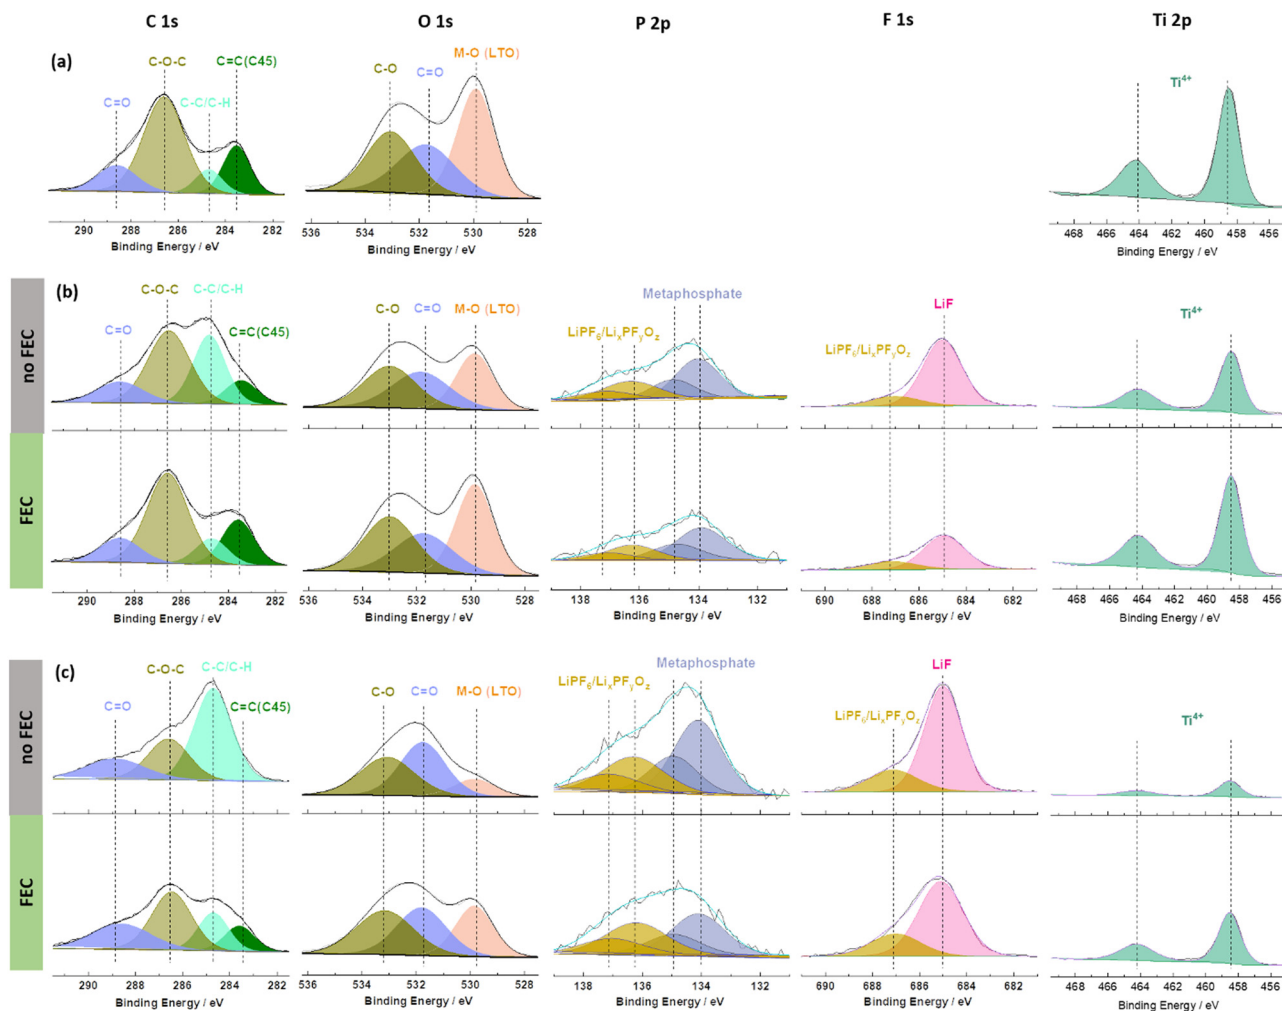 C 1s O 1s P 2p F 1s Ti 2p
(a)
C-O-C C=C(C45)
C=O C-C/C-H
290 288 286 284 282
Binding Energy / eV
M-O (LTO)
C-O C=O
536 534 532 530 528
Binding Energy / eV
Ti4+
468 466 464 462 460 458 456
Binding Energy / eV
no FEC
(b)
C-O-C C-C/C-H
C=O C=C(C45)
C-O C=O M-O (LTO)
Metaphosphate
LiPF6/LixPFyOz
LiF
LiPF6/LixPFyOz
Ti4+
FEC
290 288 286 284 282
Binding Energy / eV
536 534 532 530 528
Binding Energy / eV
138 136 134 132
Binding Energy / eV
690 688 686 684 682
Binding Energy / eV
468 466 464 462 460 458 456
Binding Energy / eV
no FEC
(c)
C-O-C C-C/C-H
C=O C=C(C45)
C-O C=O M-O (LTO)
Metaphosphate
LiPF6/LixPFyOz
LiF
LiPF6/LixPFyOz
Ti4+
FEC
290 288 286 284 282
Binding Energy / eV
536 534 532 530 528
Binding Energy / eV
138 136 134 132
Binding Energy / eV
690 688 686 684 682
Binding Energy / eV
468 466 464 462 460 458 456
Binding Energy / eV